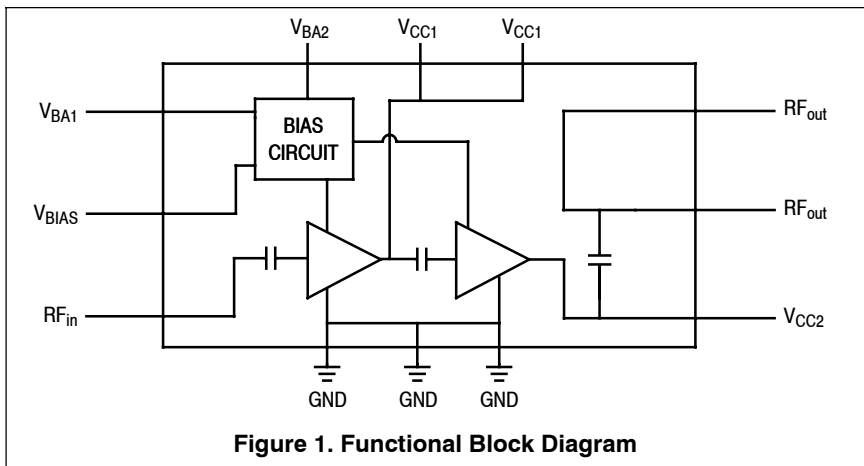 VBA2 VCC1 VCC1
VBA1
BIAS
CIRCUIT
RFout
VBIAS
RFout
RFin
VCC2
GND GND GND
Figure 1. Functional Block Diagram